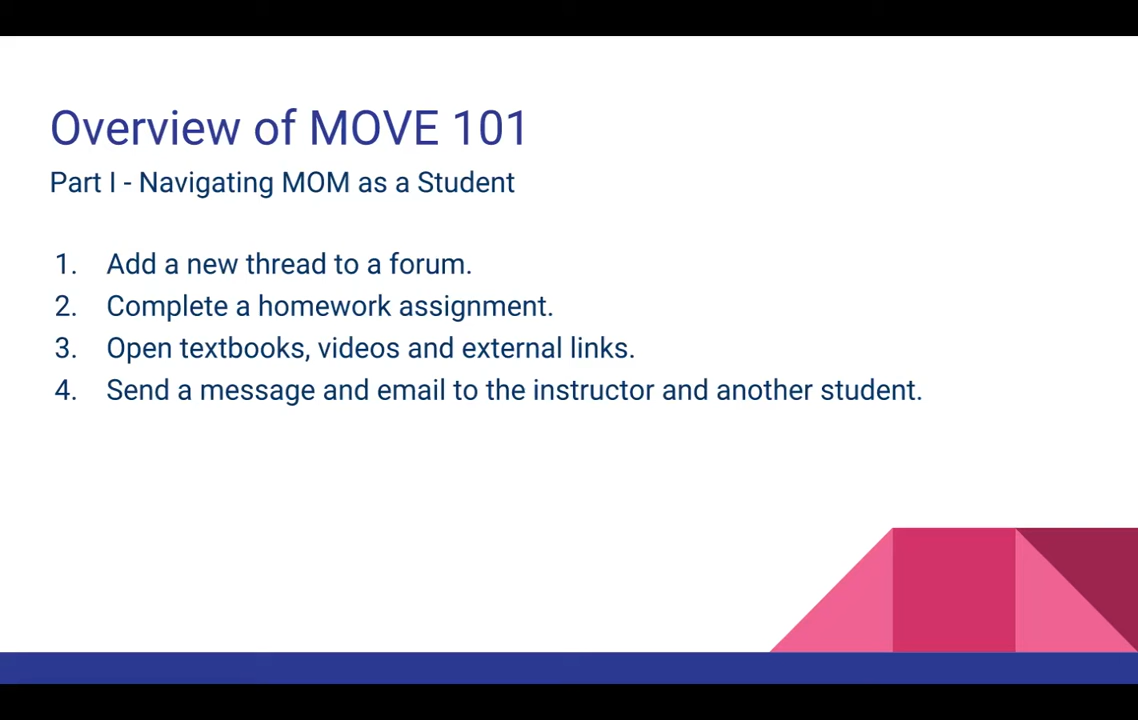 Overview of MOVE 101
Part I - Navigating MOM as a Student
1. Add a new thread to a forum.
2. Complete a homework assignment.
3. Open textbooks, videos and external links.
4. Send a message and email to the instructor and another student.